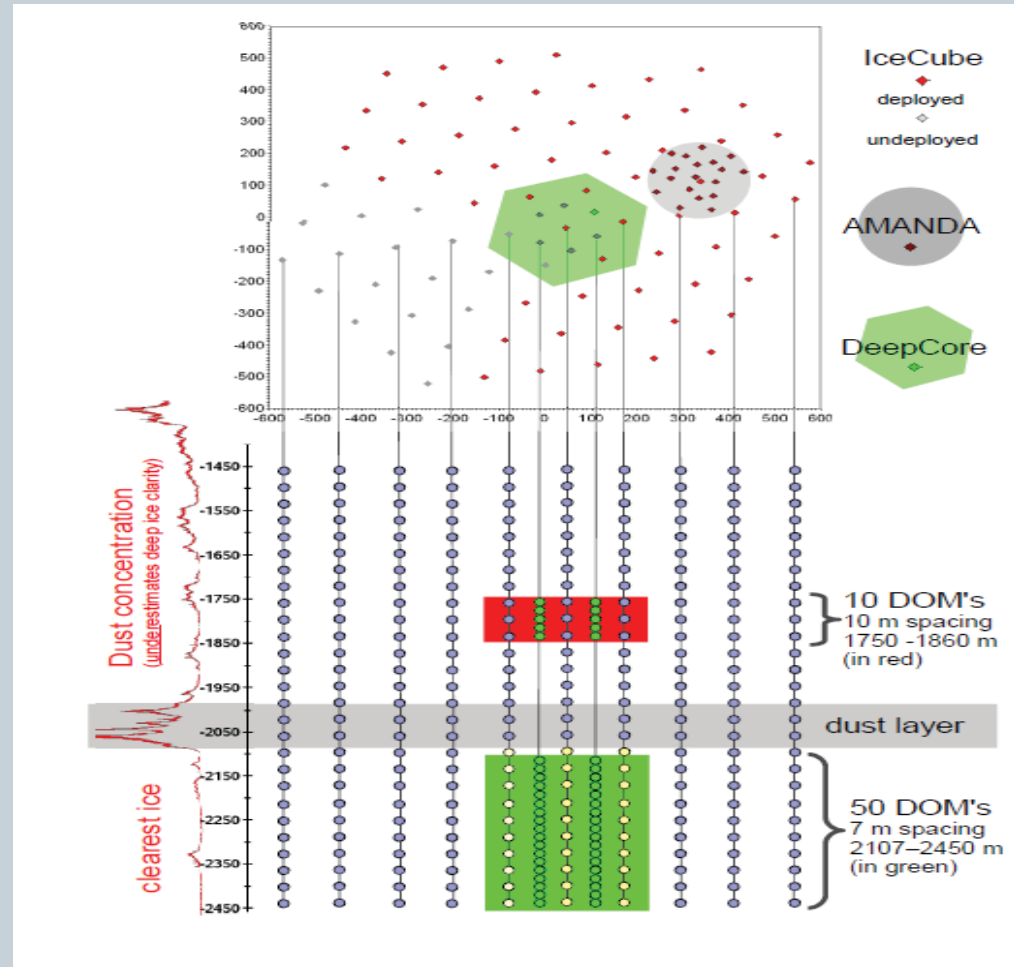 600
500
400
300
200
100
0
-100
-200
-300
-400
-500
-600
-600 -500 -400 -300 -200 0 100 200 300 400 500 600
IceCube
deployed
undeployed
AMANDA
DeepCore
Dust concentration
(underestimates deep ice clarity)
clearest ice
-1450
-1550
-1650
-1750
-1850
-1950
-2050
-2150
-2250
-2350
-2450
10 DOM's
10 m spacing
1750 -1860 m
(in red)
dust layer
50 DOM's
7 m spacing
2107–2450 m
(in green)